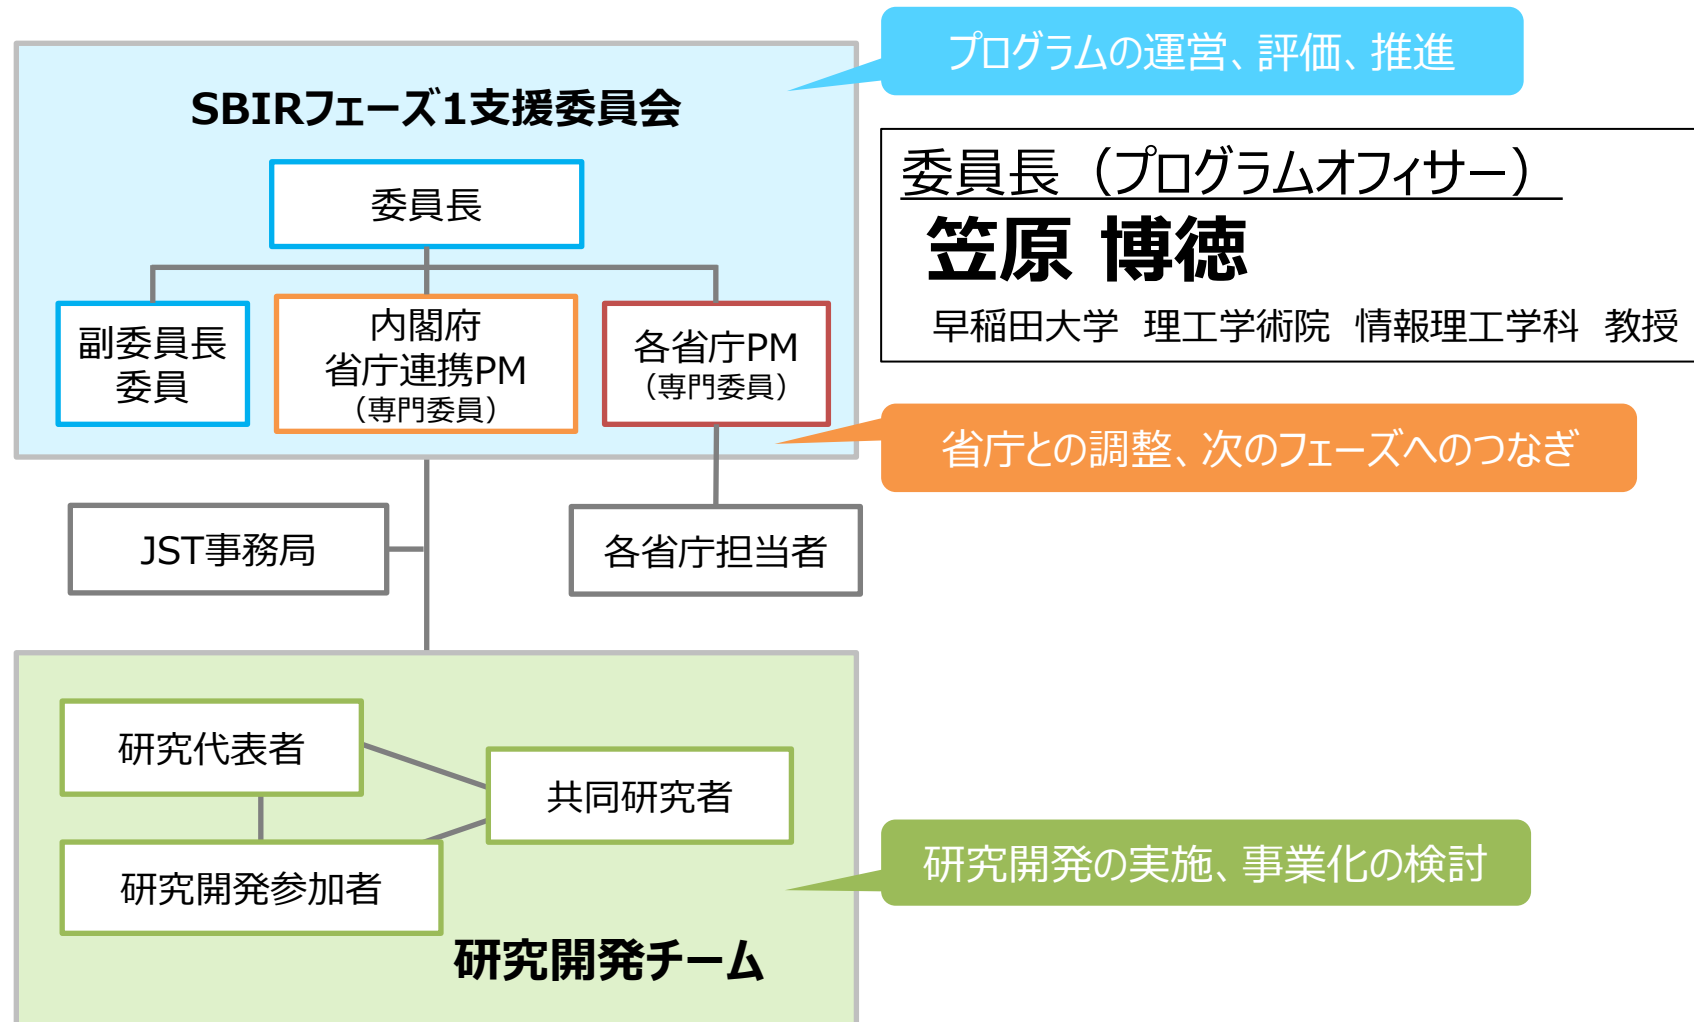 プログラムの運営、評価、推進
SBIRフェーズ1支援委員会
委員長
副委員長
委員
内閣府
省庁連携PM
（専門委員）
各省庁PM
（専門委員）
委員長（プログラムオフィサー）
笠原 博徳
早稲田大学 理工学術院 情報理工学科 教授
省庁との調整、次のフェーズへのつなぎ
JST事務局
各省庁担当者
研究代表者
共同研究者
研究開発参加者
研究開発チーム
研究開発の実施、事業化の検討